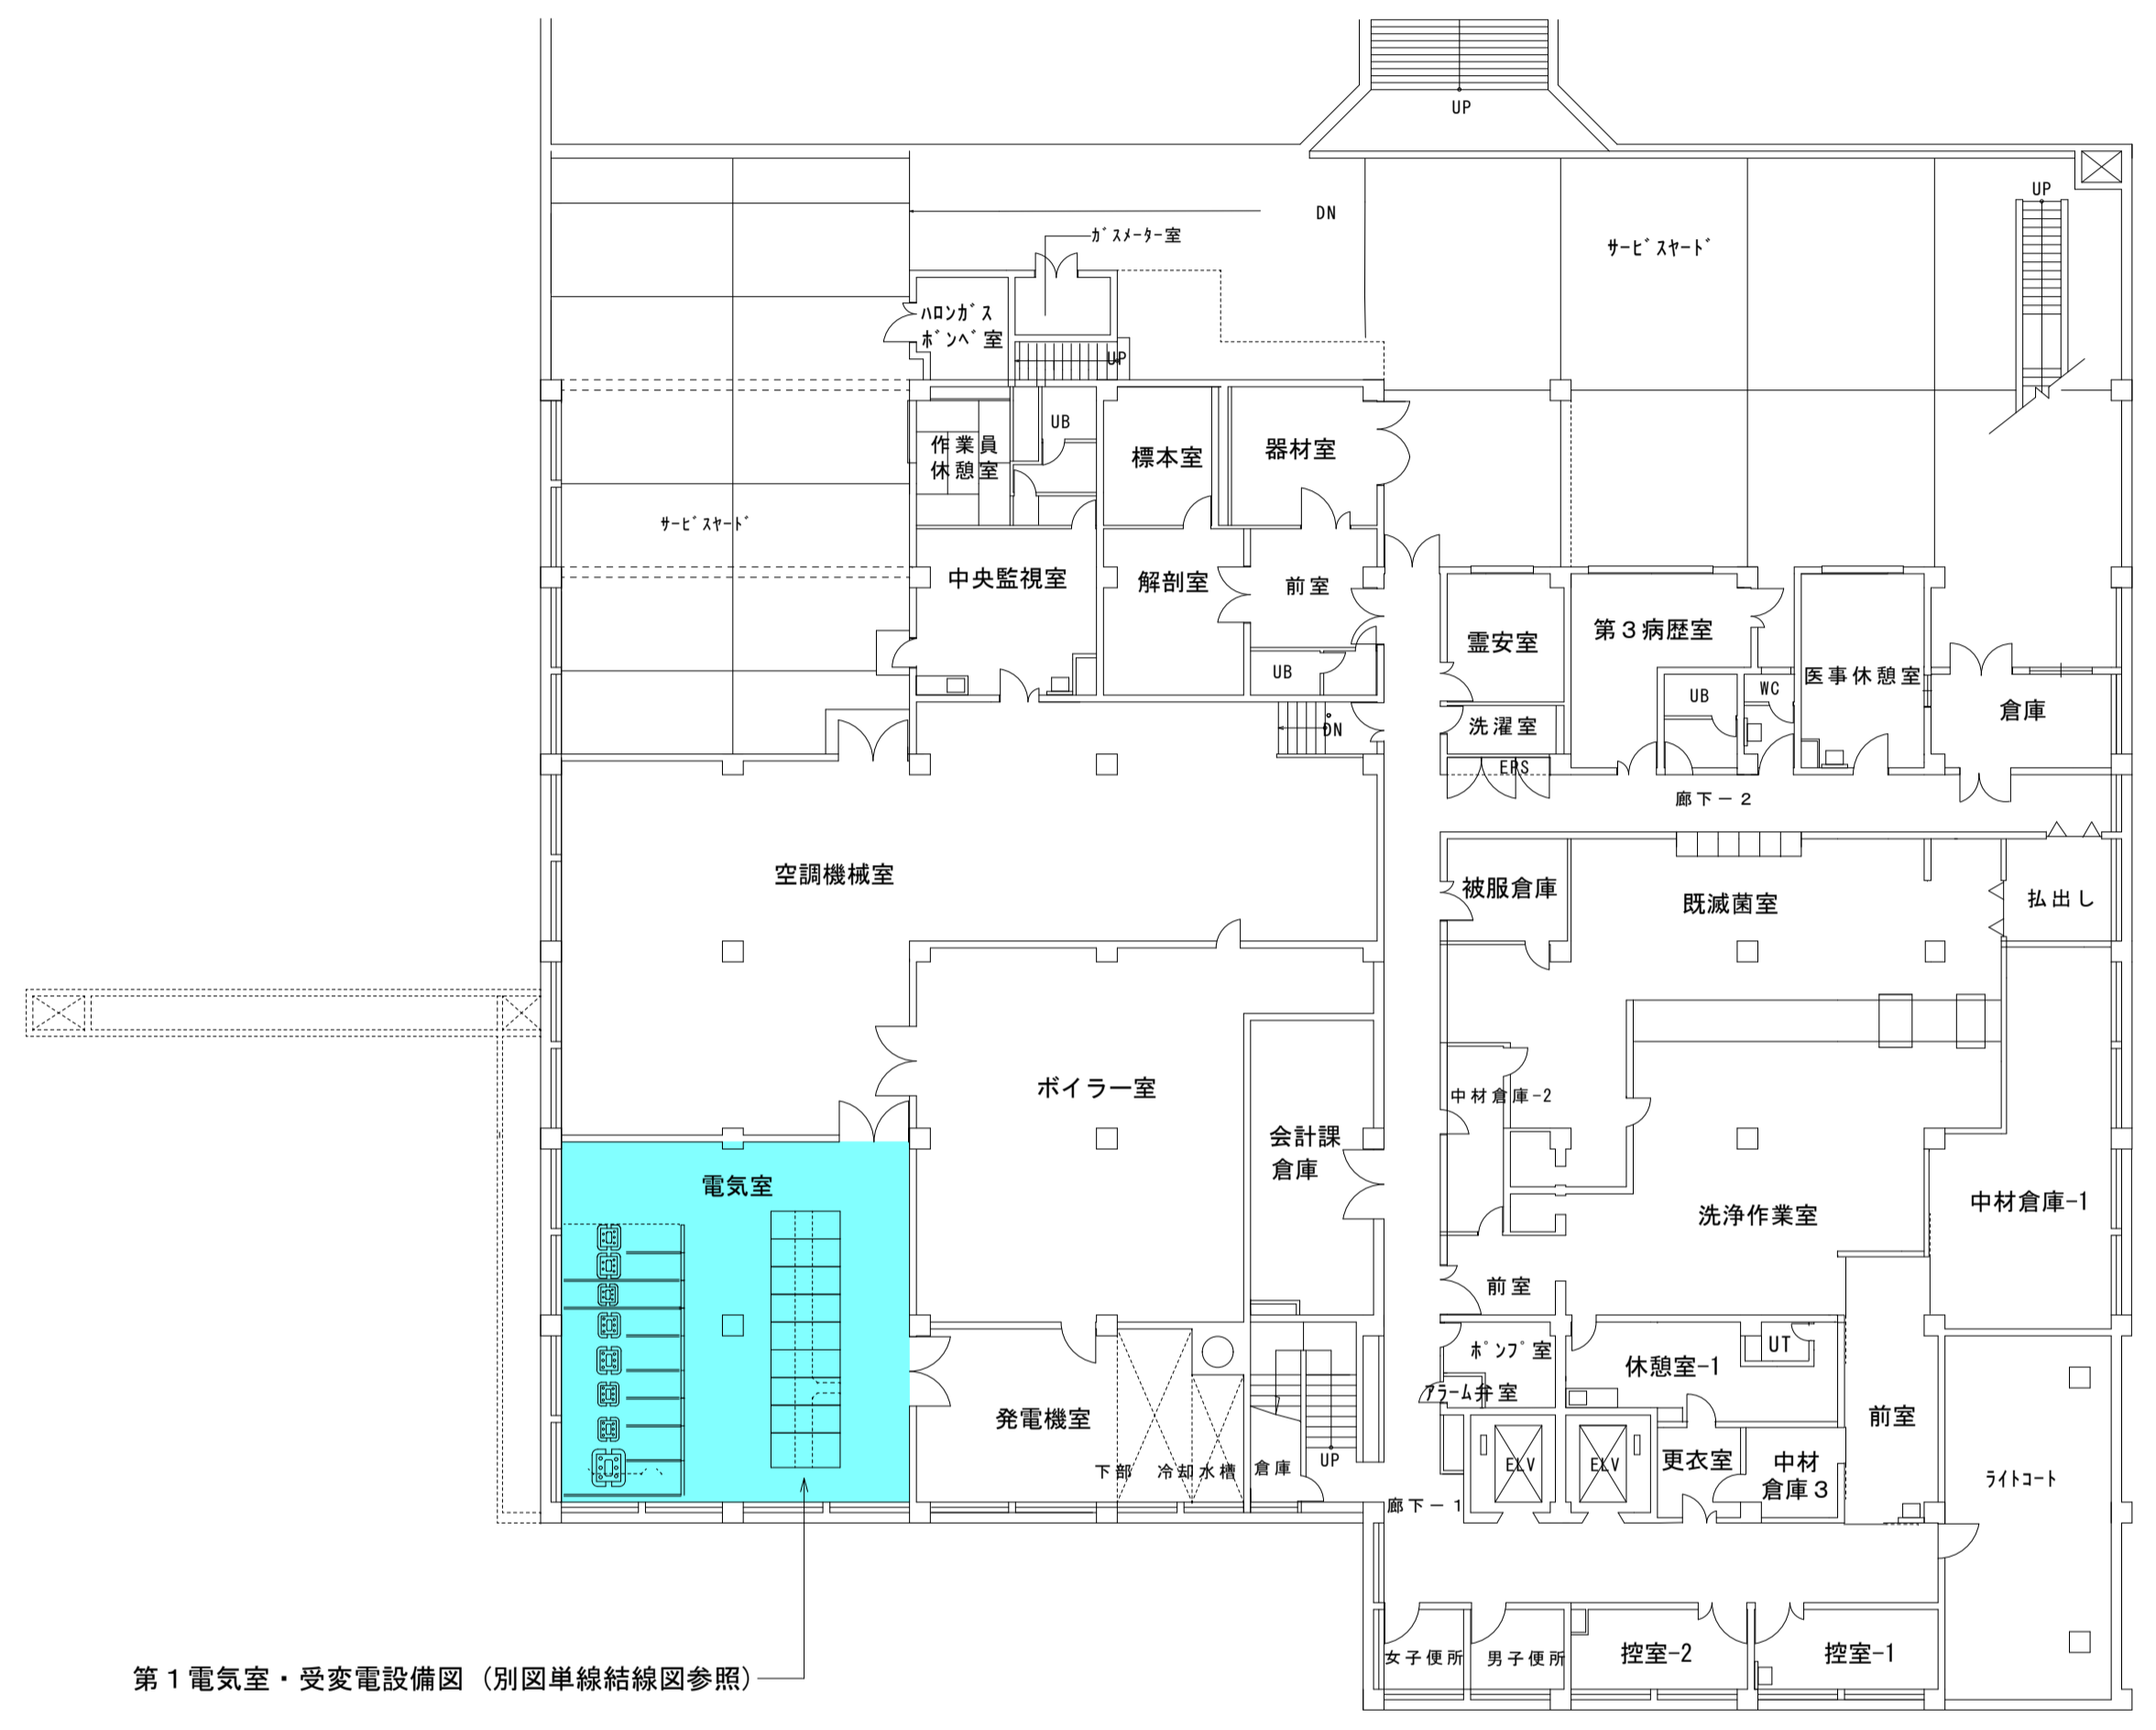 UP
UP
DN
ｶﾞｽﾒｰﾀｰ室
ｻｰﾋﾞｽﾔｰﾄﾞ
ﾊﾛﾝｶﾞｽ
ﾎﾞﾝﾍﾞ室
UP
UB
作業員
休憩室
標本室
器材室
ｻｰﾋﾞｽﾔｰﾄﾞ
中央監視室
解剖室
前室
霊安室
第３病歴室
医事休憩室
UB
UB
WC
倉庫
洗濯室
DN
EPS
廊下－２
空調機械室
被服倉庫
既滅菌室
払出し
ボイラー室
中材倉庫-2
会計課
倉庫
電気室
洗浄作業室
中材倉庫-1
前室
ﾎﾟﾝﾌﾟ室
休憩室-1
UT
ｱﾗｰﾑ弁室
発電機室
前室
下部
冷却水槽
倉庫
UP
ELV
ELV
更衣室
中材
倉庫３
ﾗｲﾄｺｰﾄ
廊下－１
女子便所
男子便所
控室-2
控室-1
第１電気室・受変電設備図（別図単線結線図参照）